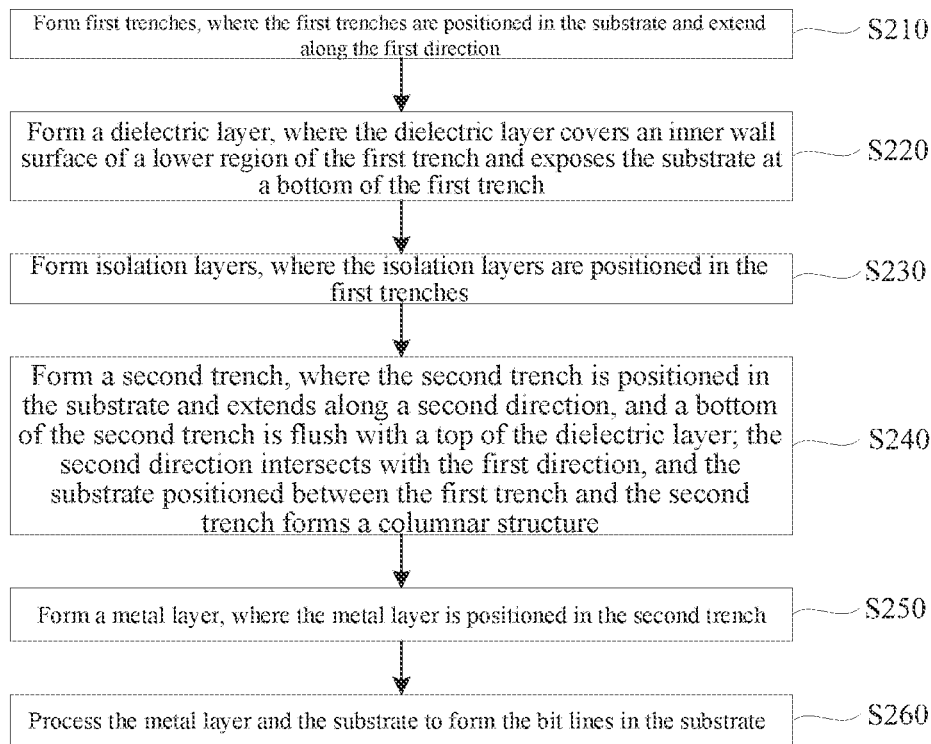 Form first trenches, where the first trenches are positioned in the substrate and extend
along the first direction
S210
Form a dielectric layer, where the dielectric layer covers an inner wall
surface of a lower region of the first trench and exposes the substrate at
a bottom of the first trench
S220
Form isolation layers, where the isolation layers are positioned in the
first trenches
S230
Form a second trench, where the second trench is positioned in
the substrate and extends along a second direction, and a bottom
of the second trench is flush with a top of the dielectric layer; the
second direction intersects with the first direction, and the
substrate positioned between the first trench and the second
trench forms a columnar structure
S240
Form a metal layer, where the metal layer is positioned in the second trench
S250
Process the metal layer and the substrate to form the bit lines in the substrate
S260